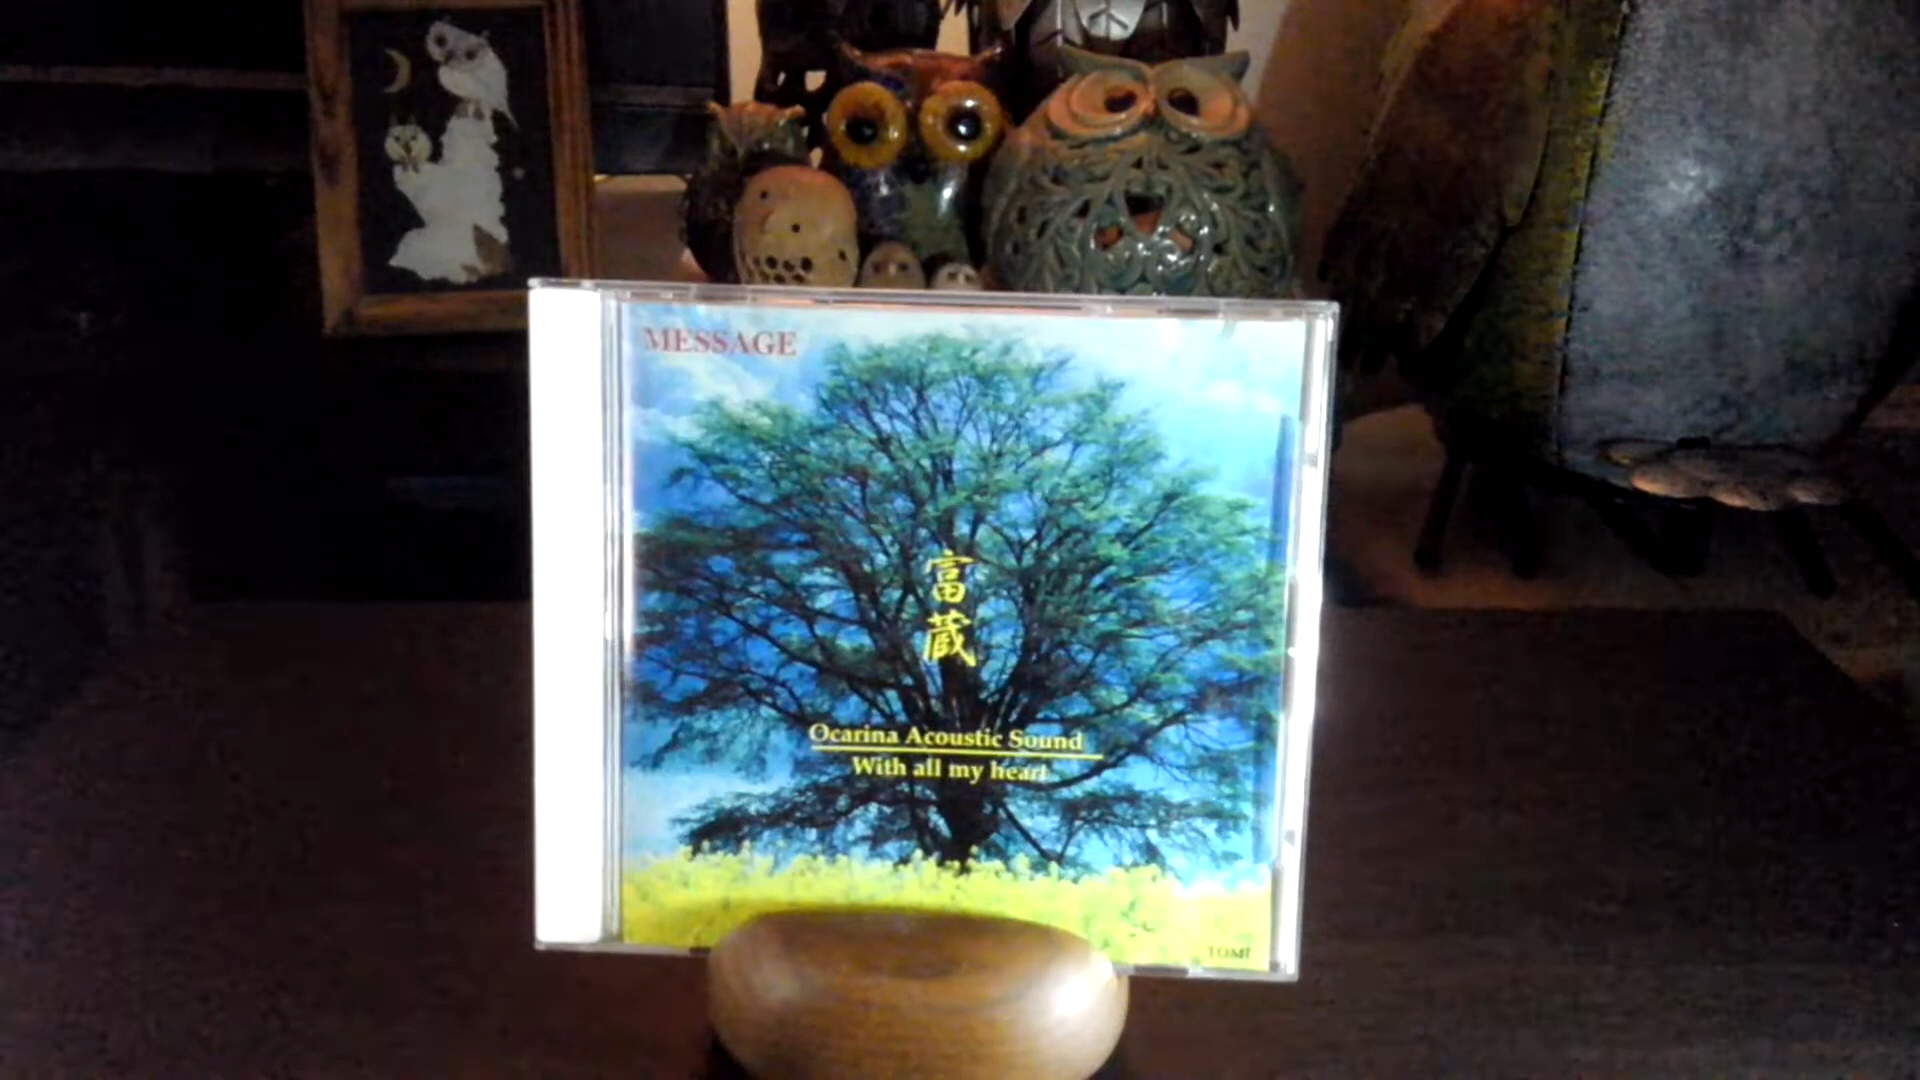 MESSAGE
富蔵
Ocarina Acoustic Sound
With all my heart
TOMI